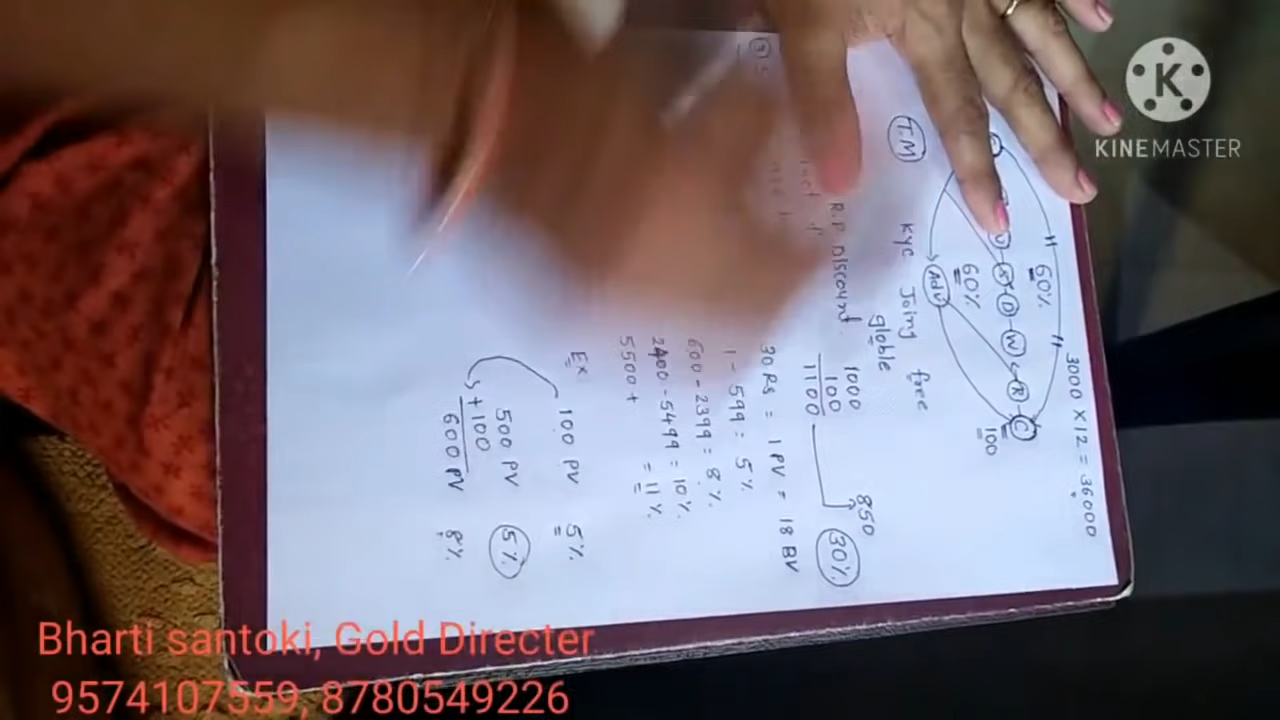 3000 X 12 = 36000
60%
D
S
D
W
R
C
60%
100
Adv
T.M
KYC Joing free
globle
R.P Discount
1000
100
1100
850
30%
30 Rs = 1 PV = 18 BV
1 - 599 = 5%
600 - 2399 = 8%
2400 - 5499 = 10%
5500 + = 11%
Ex
100 PV 5%
500 PV 5%
+ 100
600 PV 8%
K
KINEMASTER
Bharti santoki, Gold Directer
9574107559, 8780549226